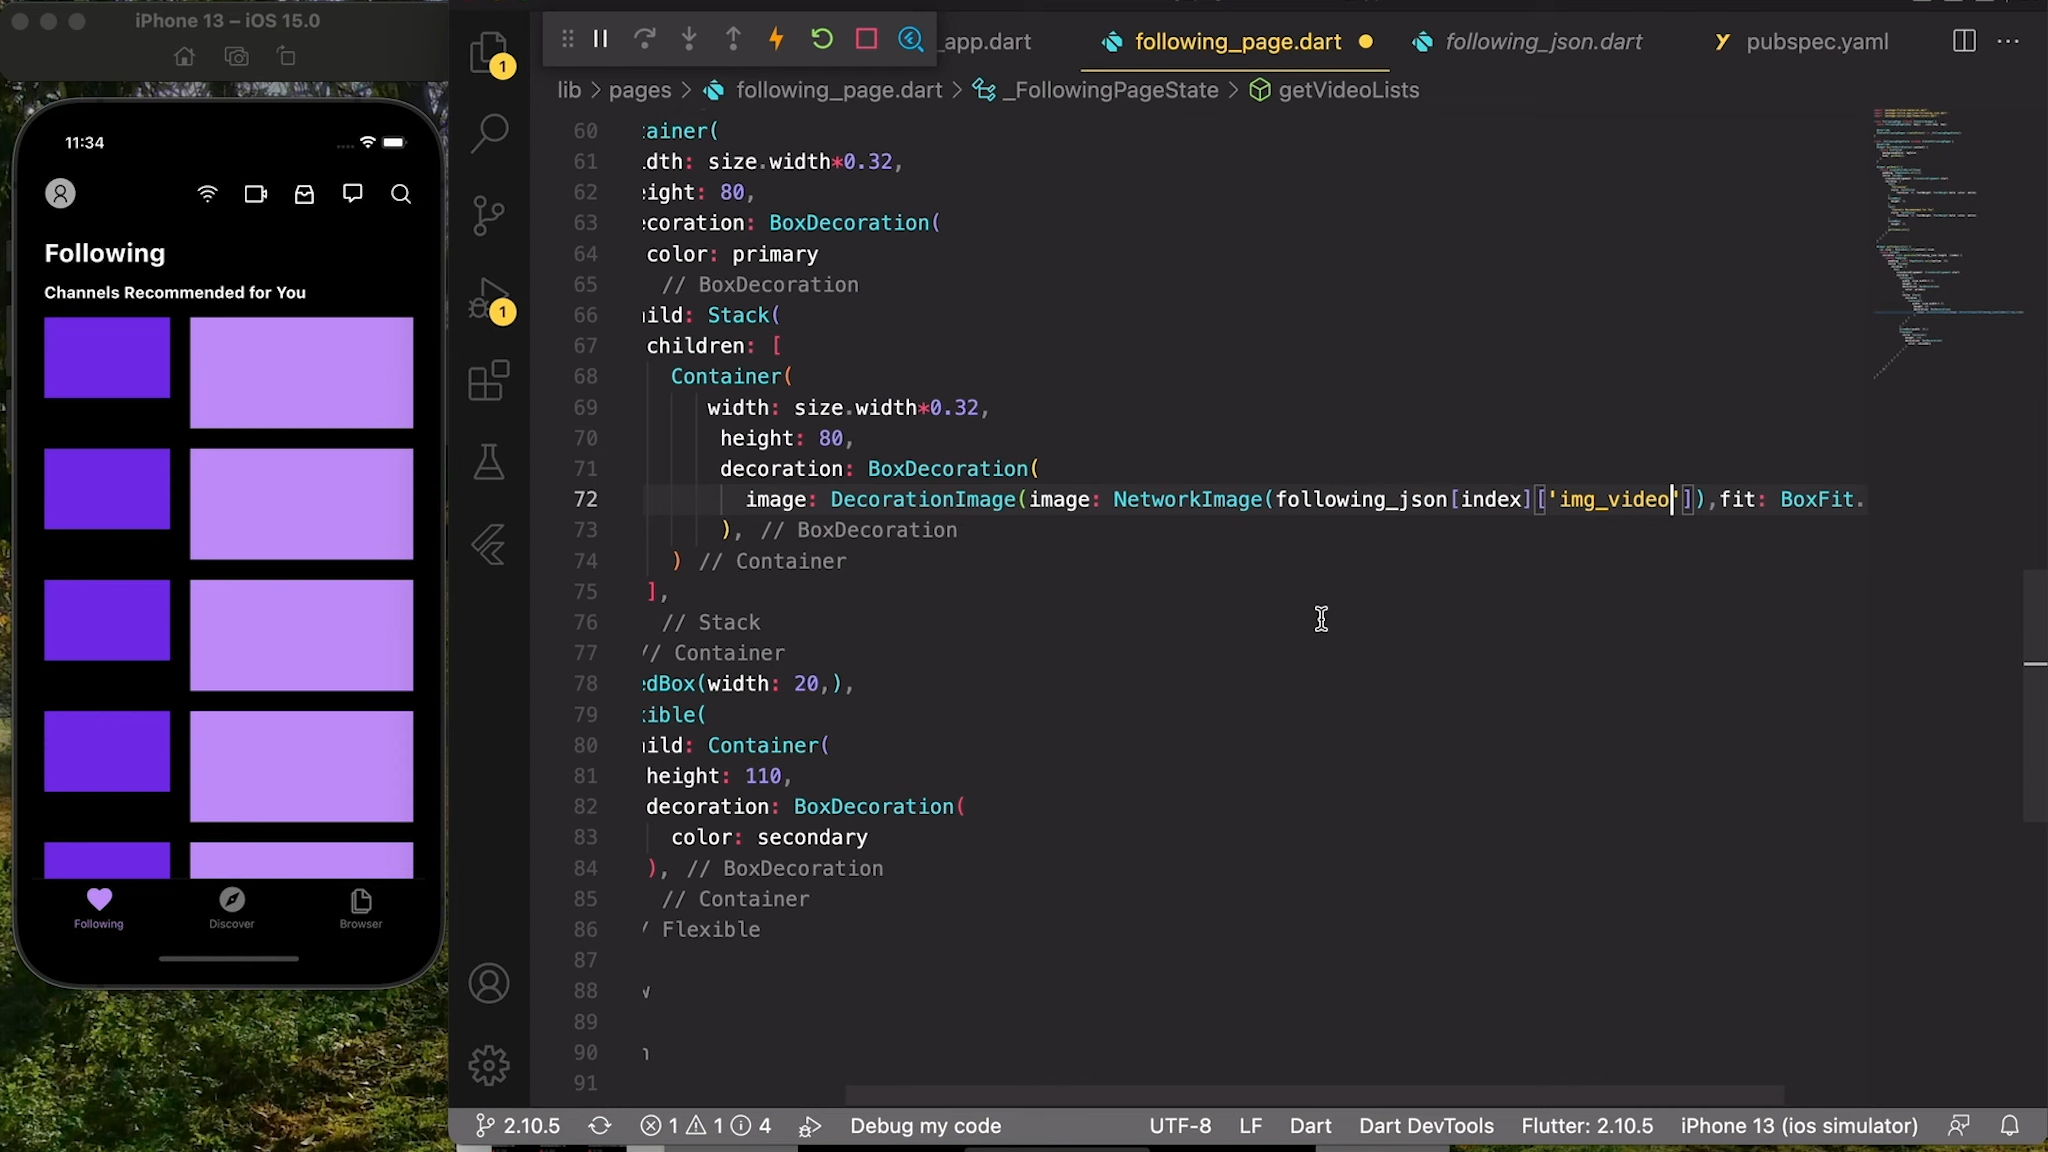 iPhone 13 – iOS 15.0
11:34
Following
Channels Recommended for You
Following
Discover
Browser
1
1
_app.dart
following_page.dart
following_json.dart
pubspec.yaml
lib > pages > following_page.dart > _FollowingPageState > getVideoLists
60 ainer(
61 dth: size.width*0.32,
62 ight: 80,
63 coration: BoxDecoration(
64 color: primary
65 // BoxDecoration
66 ild: Stack(
67 children: [
68 Container(
69 width: size.width*0.32,
70 height: 80,
71 decoration: BoxDecoration(
72 image: DecorationImage(image: NetworkImage(following_json[index]['img_video']),fit: BoxFit.
73 ), // BoxDecoration
74 ) // Container
75 ],
76 // Stack
77 // Container
78 edBox(width: 20,),
79 xible(
80 ild: Container(
81 height: 110,
82 decoration: BoxDecoration(
83 color: secondary
84 ), // BoxDecoration
85 // Container
86 / Flexible
87
88 w
89
90 n
91
2.10.5
1 1 4
Debug my code
UTF-8
LF
Dart
Dart DevTools
Flutter: 2.10.5
iPhone 13 (ios simulator)